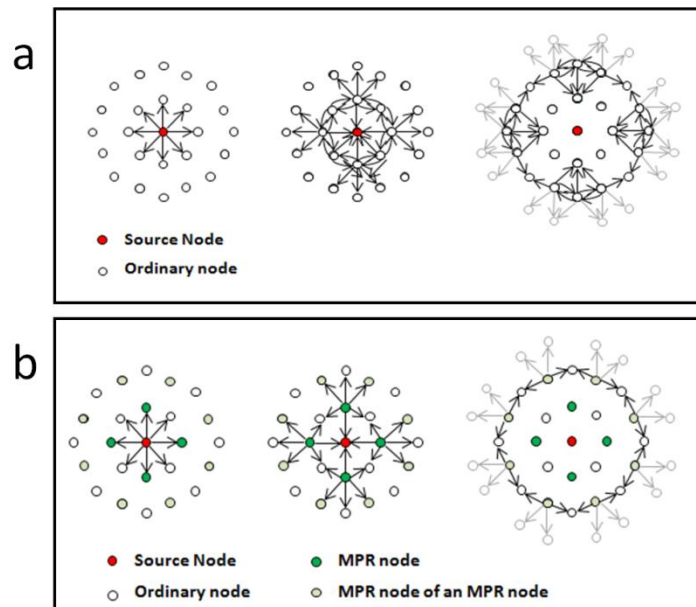 a
Source Node
Ordinary node
b
Source Node MPR node
Ordinary node MPR node of an MPR node